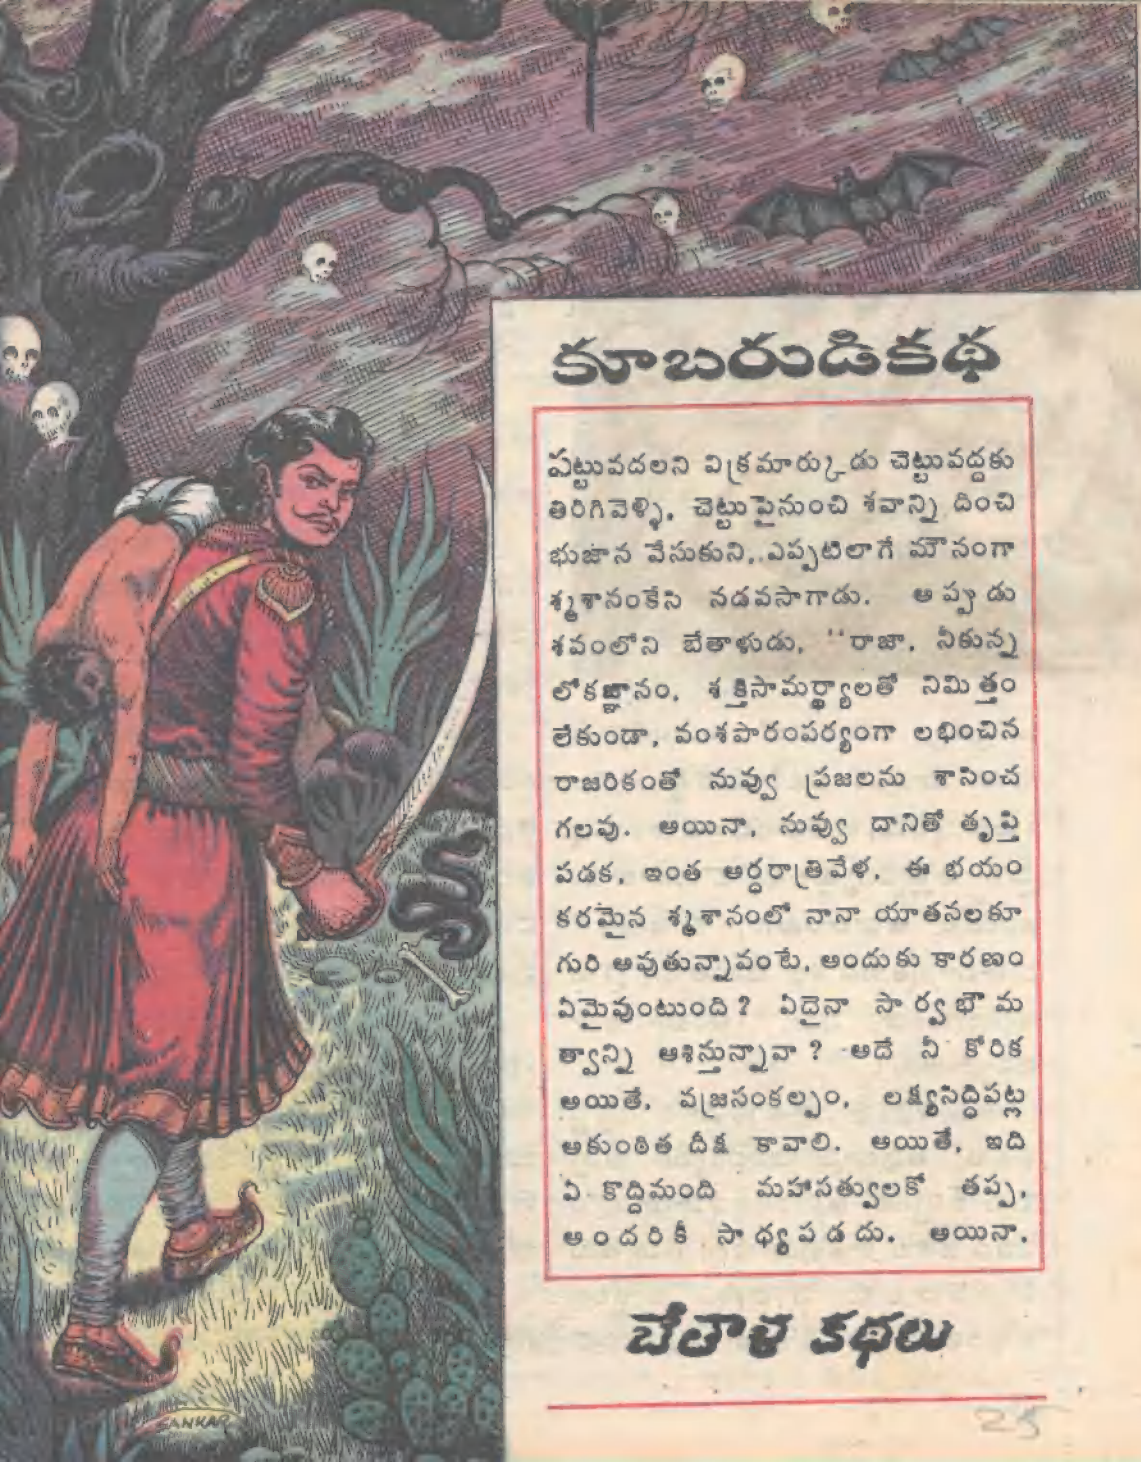 కూబరుడికథ
పట్టువదలని విక్రమార్కుడు చెట్టువద్దకు
తిరిగివెళ్ళి, చెట్టుపైనుంచి శవాన్ని దించి
భుజాన వేసుకుని, ఎప్పటిలాగే మౌనంగా
శ్మశానంకేసి నడవసాగాడు. అప్పుడు
శవంలోని బేతాళుడు, "రాజా, నీకున్న
లోకజ్ఞానం, శక్తిసామర్థ్యాలతో నిమిత్తం
లేకుండా, వంశపారంపర్యంగా లభించిన
రాజరికంతో నువ్వు ప్రజలను శాసించ
గలవు. అయినా, నువ్వు దానితో తృప్తి
పడక, ఇంత అర్ధరాత్రివేళ, ఈ భయం
కరమైన శ్మశానంలో నానా యాతనలకూ
గురి అవుతున్నావంటే, అందుకు కారణం
ఏమైవుంటుంది? ఏదైనా సార్వభౌమ
త్వాన్ని ఆశిస్తున్నావా? అదే నీ కోరిక
అయితే, వజ్రసంకల్పం, లక్ష్యసిద్ధిపట్ల
అకుంఠిత దీక్ష కావాలి. అయితే, ఇది
ఏ కొద్దిమంది మహాసత్వులకో తప్ప,
అందరికీ సాధ్యపడదు. అయినా,
బేతాళ కథలు
25
SANKAR